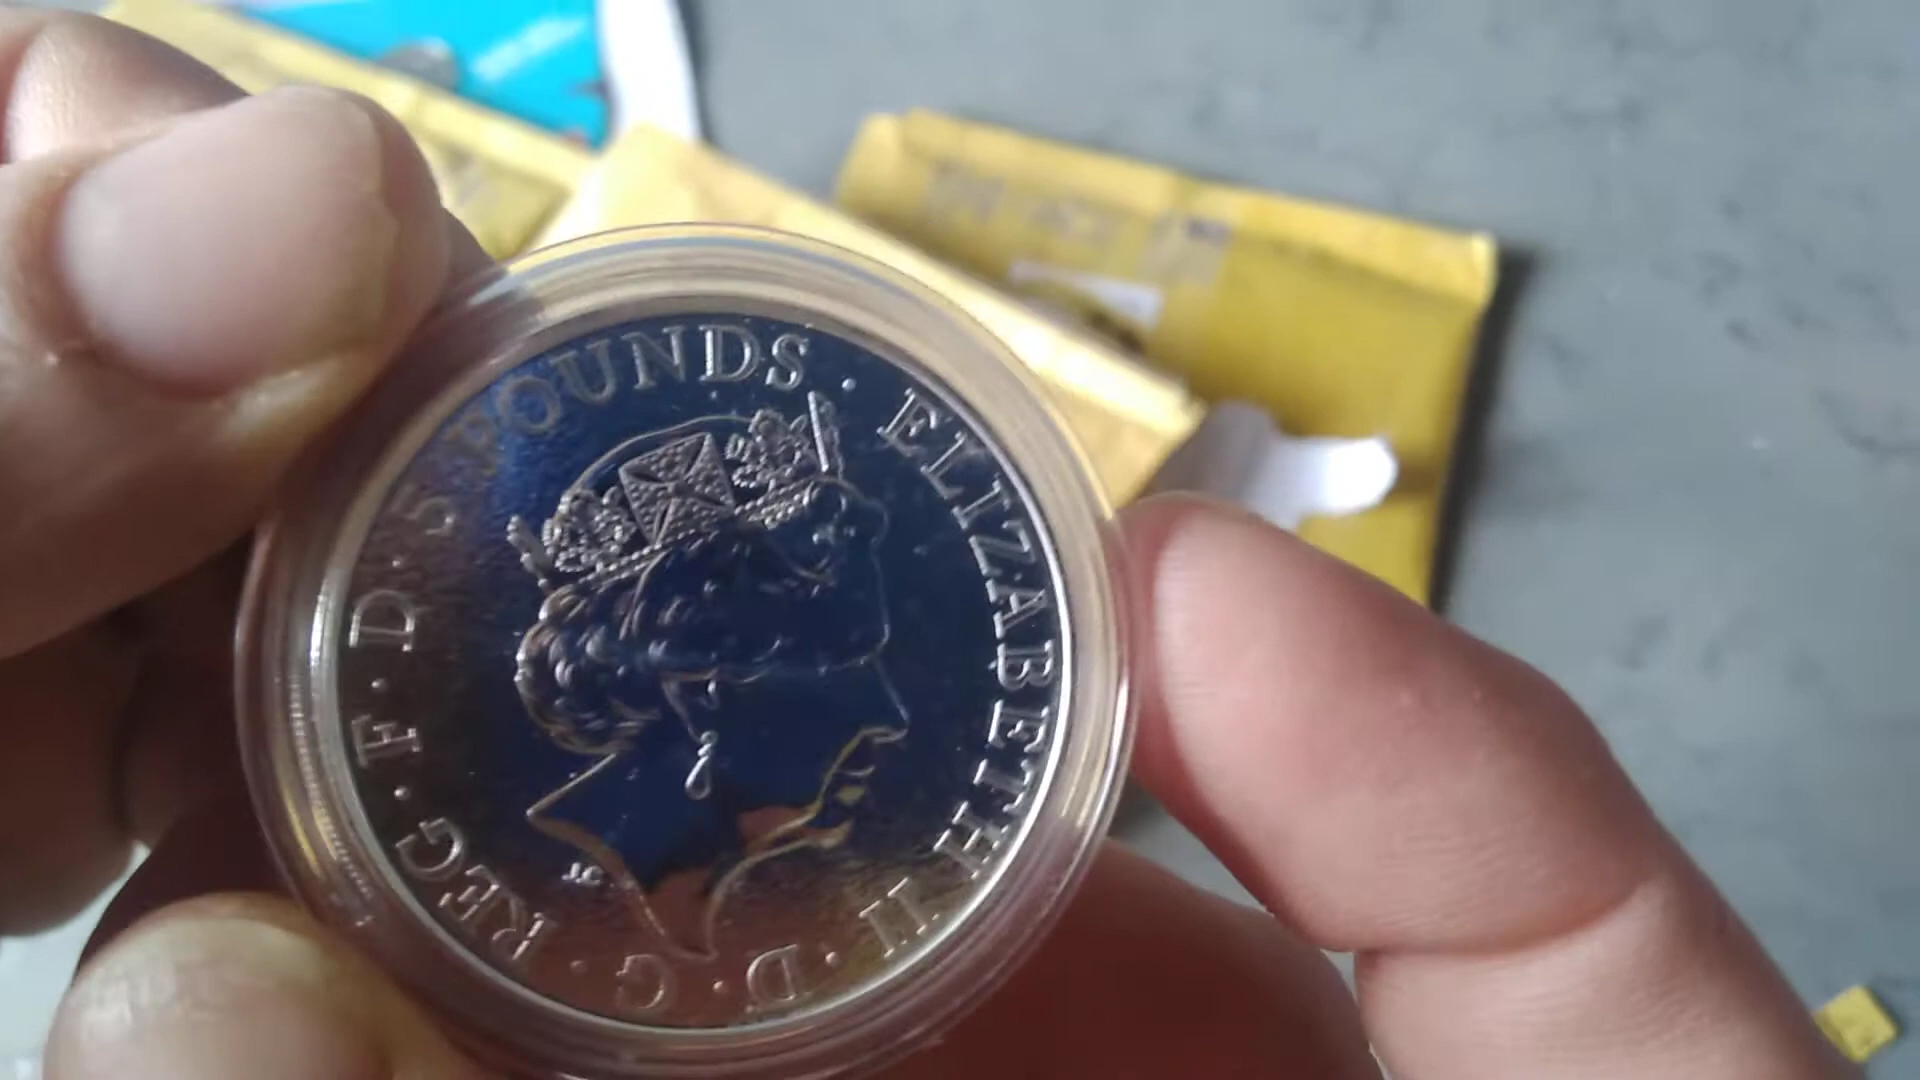 ELIZABETH II · D · G · REG · F · D · 5 POUNDS ·